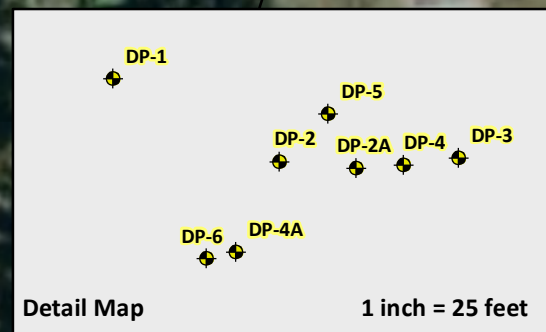 DP-1
DP-5
DP-2
DP-2A
DP-4
DP-3
DP-6
DP-4A
Detail Map
1 inch = 25 feet